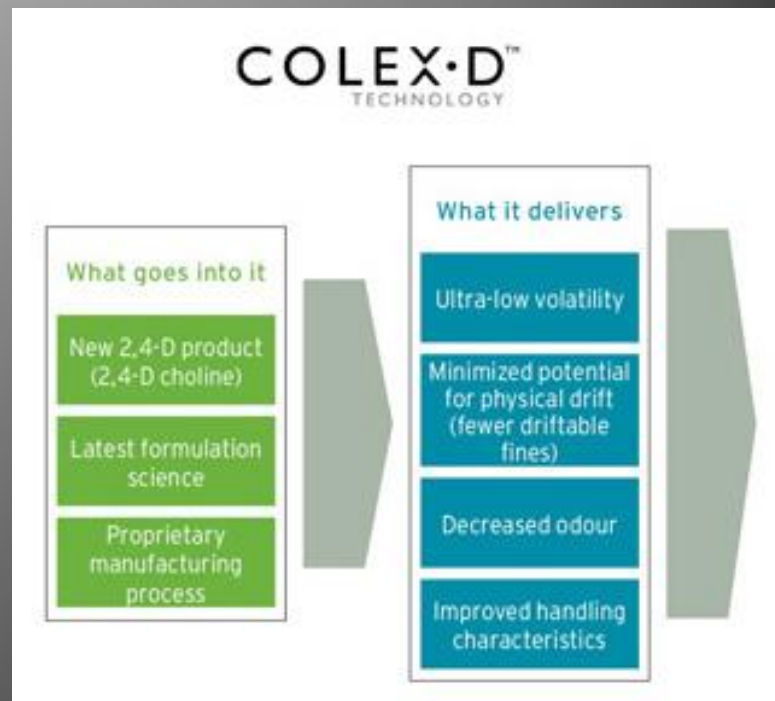 COLEX•D™
TECHNOLOGY
What goes into it
New 2,4-D product
(2,4-D choline)
Latest formulation
science
Proprietary
manufacturing
process
What it delivers
Ultra-low volatility
Minimized potential
for physical drift
(fewer driftable
fines)
Decreased odour
Improved handling
characteristics